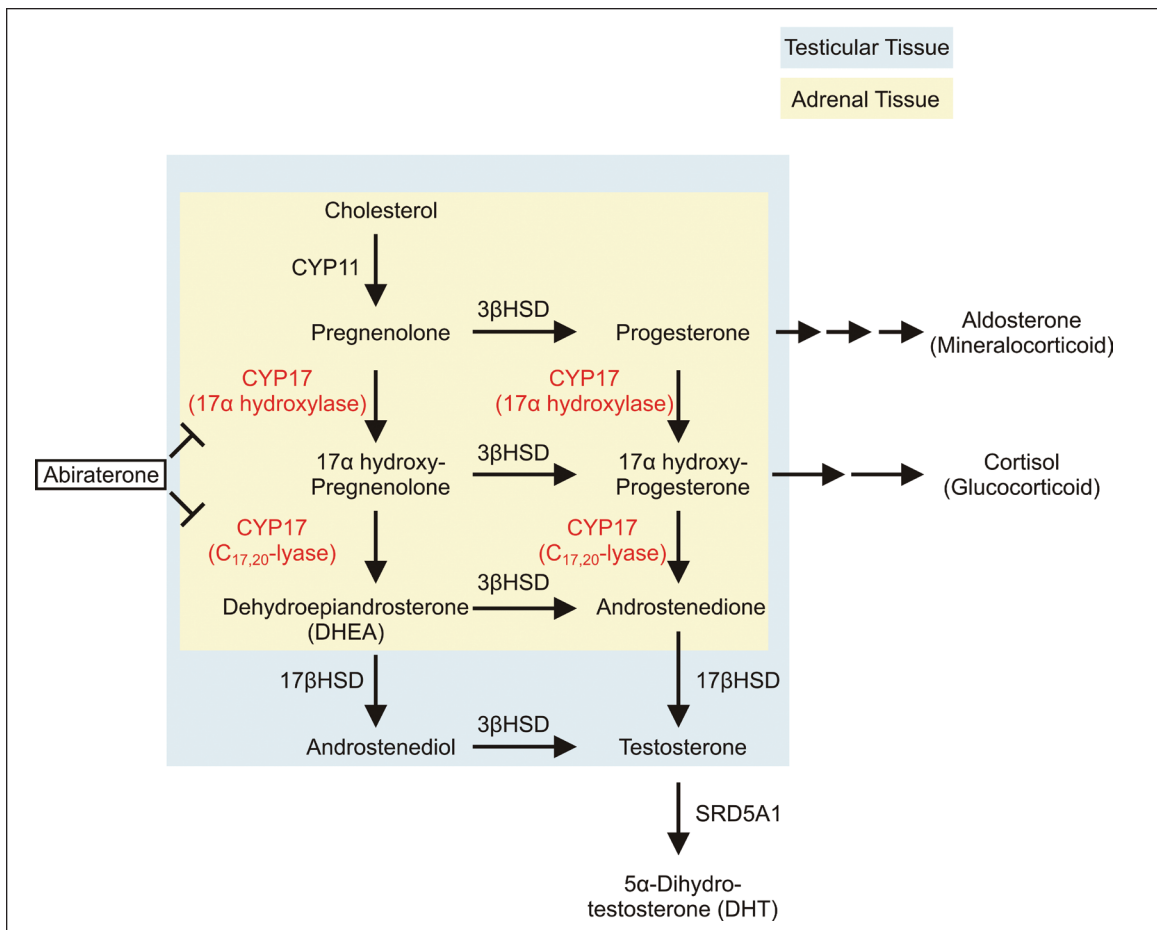 Testicular Tissue
Adrenal Tissue
Cholesterol
CYP11
3βHSD
Pregnenolone
Progesterone
Aldosterone
(Mineralocorticoid)
CYP17
(17α hydroxylase)
CYP17
(17α hydroxylase)
Abiraterone
17α hydroxy-
Pregnenolone
3βHSD
17α hydroxy-
Progesterone
Cortisol
(Glucocorticoid)
CYP17
(C₁₇,₂₀-lyase)
CYP17
(C₁₇,₂₀-lyase)
3βHSD
Dehydroepiandrosterone
(DHEA)
Androstenedione
17βHSD
17βHSD
3βHSD
Androstenediol
Testosterone
SRD5A1
5α-Dihydro-
testosterone (DHT)